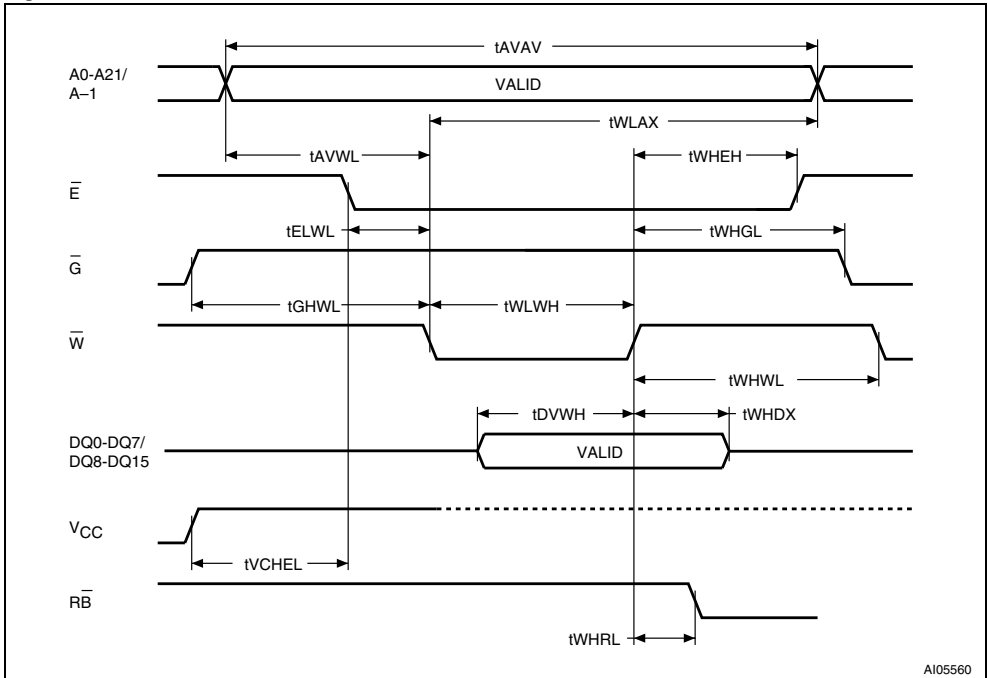 tAVAV
A0-A21/
A–1
VALID
tWLAX
tAVWL
tWHEH
E̅
tELWL
tWHGL
G̅
tGHWL
tWLWH
W̅
tWHWL
tDVWH
tWHDX
DQ0-DQ7/
DQ8-DQ15
VALID
VCC
tVCHEL
RB̅
tWHRL
AI05560